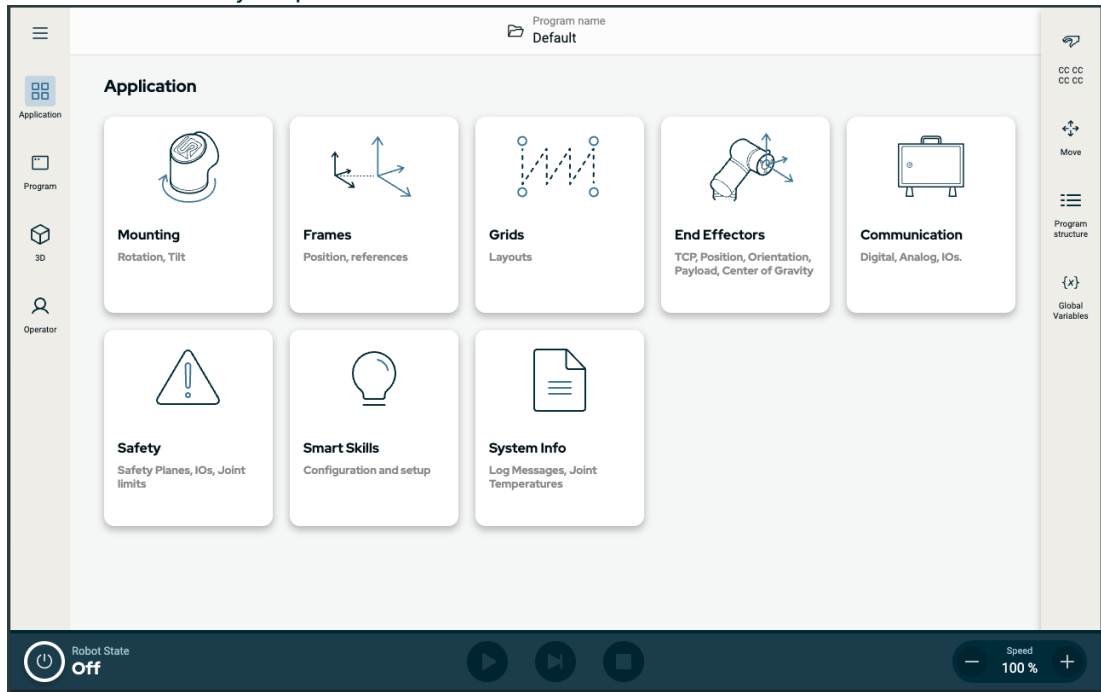 Program name
Default
Application
Application
Program
3D
Operator
Mounting
Rotation, Tilt
Frames
Position, references
Grids
Layouts
End Effectors
TCP, Position, Orientation,
Payload, Center of Gravity
Communication
Digital, Analog, IOs.
Safety
Safety Planes, IOs, Joint
limits
Smart Skills
Configuration and setup
System Info
Log Messages, Joint
Temperatures
CC CC
CC CC
Move
Program
structure
{x}
Global
Variables
Robot State
Off
Speed
100 %